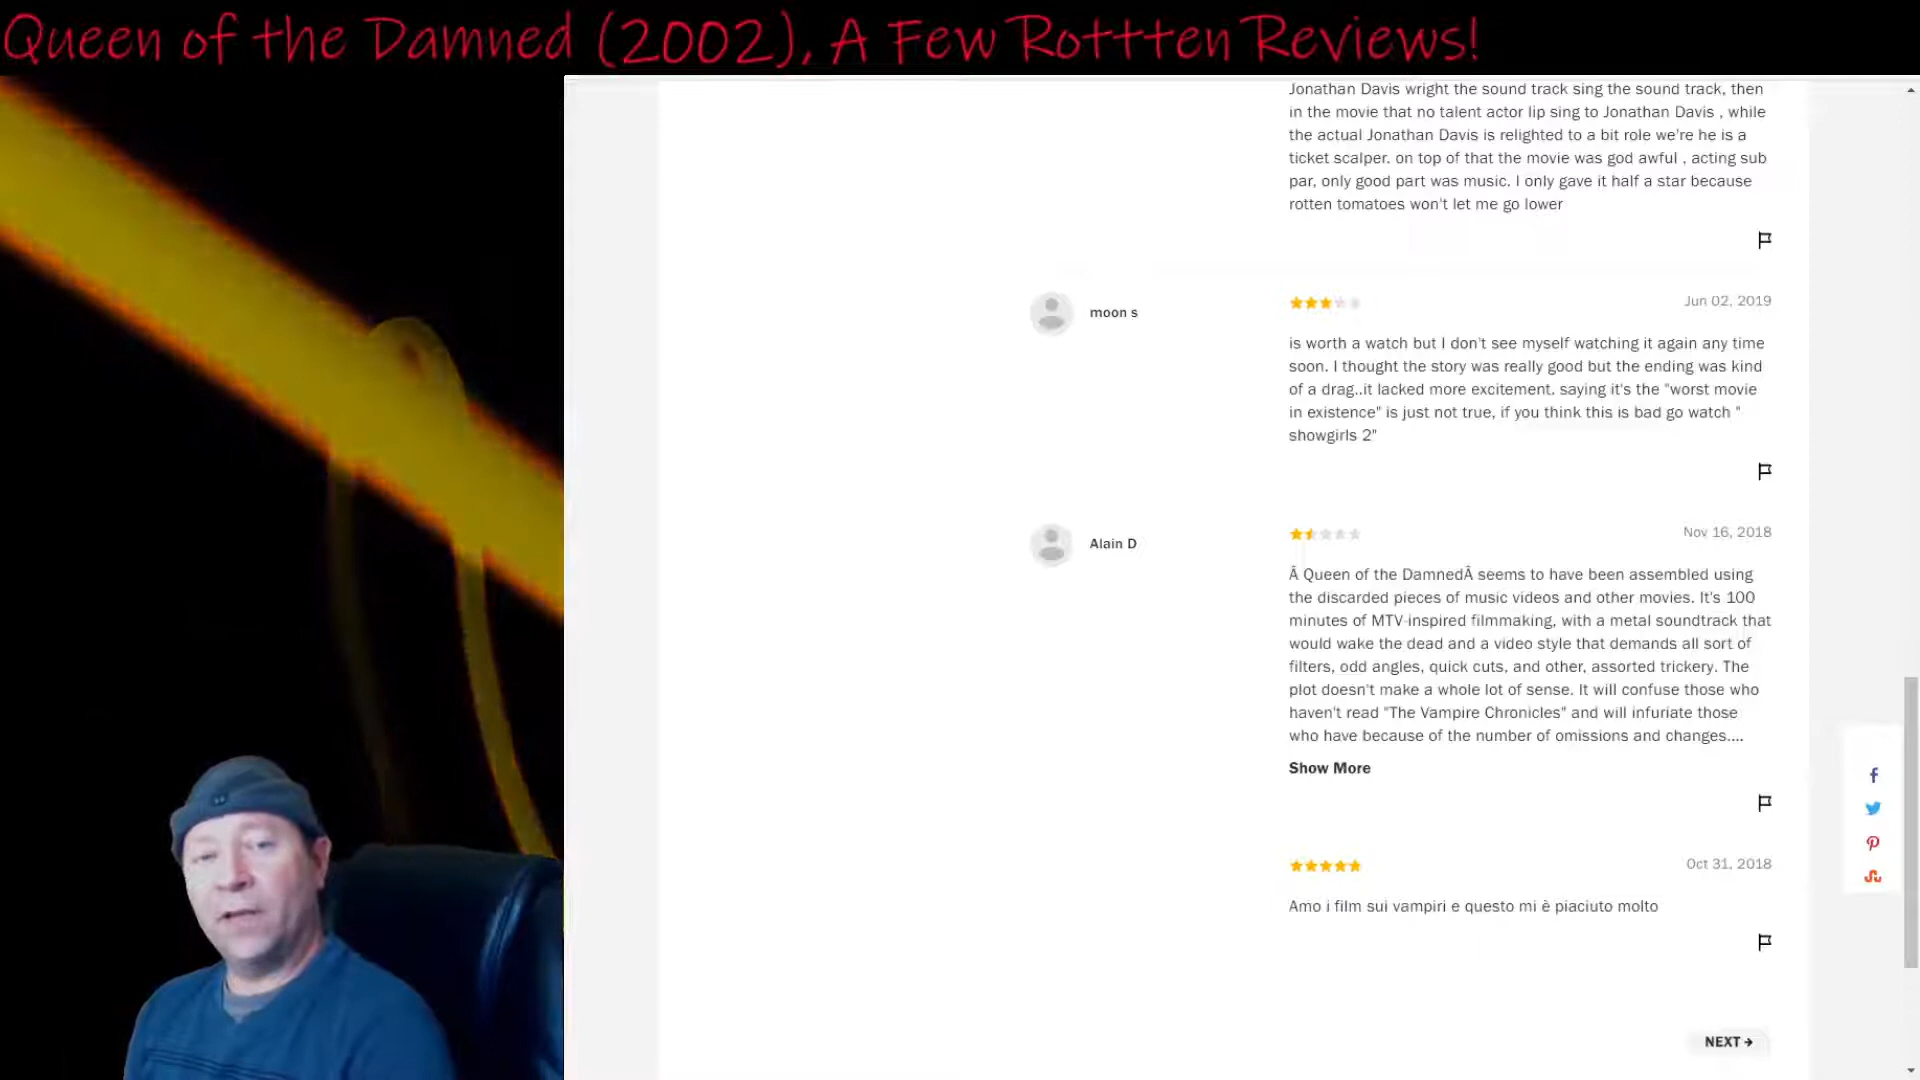 Queen of the Damned (2002), A Few Rottten Reviews!
Jonathan Davis wright the sound track sing the sound track, then
in the movie that no talent actor lip sing to Jonathan Davis , while
the actual Jonathan Davis is relighted to a bit role we're he is a
ticket scalper. on top of that the movie was god awful , acting sub
par, only good part was music. I only gave it half a star because
rotten tomatoes won't let me go lower
moon s
Jun 02, 2019
is worth a watch but I don't see myself watching it again any time
soon. I thought the story was really good but the ending was kind
of a drag..it lacked more excitement. saying it's the "worst movie
in existence" is just not true, if you think this is bad go watch "
showgirls 2"
Alain D
Nov 16, 2018
Â Queen of the DamnedÂ seems to have been assembled using
the discarded pieces of music videos and other movies. It's 100
minutes of MTV-inspired filmmaking, with a metal soundtrack that
would wake the dead and a video style that demands all sort of
filters, odd angles, quick cuts, and other, assorted trickery. The
plot doesn't make a whole lot of sense. It will confuse those who
haven't read "The Vampire Chronicles" and will infuriate those
who have because of the number of omissions and changes....
Show More
Oct 31, 2018
Amo i film sui vampiri e questo mi è piaciuto molto
NEXT